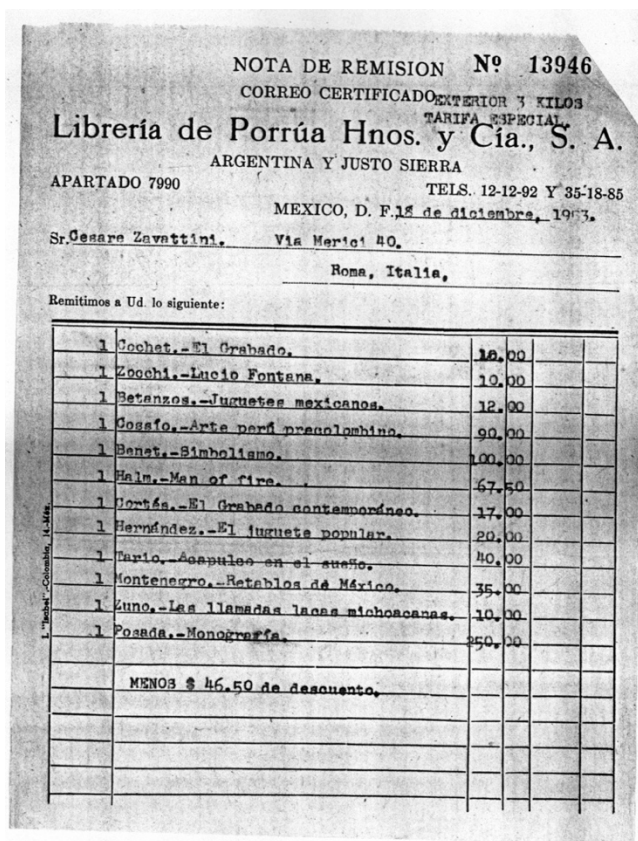 NOTA DE REMISION Nº 13946
CORREO CERTIFICADO EXTERIOR 3 KILOS
TARIFA ESPECIAL.
Librería de Porrúa Hnos. y Cía., S. A.
ARGENTINA Y JUSTO SIERRA
APARTADO 7990
TELS. 12-12-92 Y 35-18-85
MEXICO, D. F. 18 de diciembre, 1953.
Sr. Cesare Zavattini. Via Merici 40.
Roma, Italia,
Remitimos a Ud. lo siguiente:
1 Cochet.-El Grabado. 10.00
1 Zocchi.-Lucio Fontana. 10.00
1 Betanzos.-Juguetes mexicanos. 12.00
1 Cossío.-Arte perú precolombino. 90.00
1 Benet.-Simbolismo. 100.00
1 Halm.-Man of fire. 67.50
1 Cortés.-El Grabado contemporáneo. 17.00
1 Hernández.-El juguete popular. 20.00
1 Tario.-Acapulco en el sueño. 40.00
1 Montenegro.-Retablos de México. 35.00
1 Zuno.-Las llamadas lacas michoacanas. 10.00
1 Posada.-Monografía. 250.00
MENOS $ 46.50 de descuento.